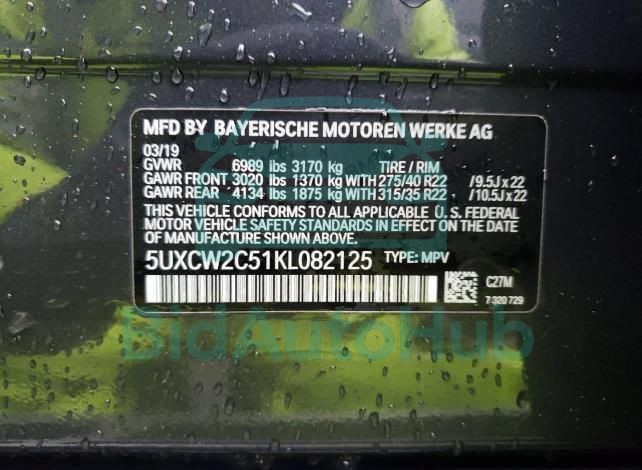 MFD BY BAYERISCHE MOTOREN WERKE AG
03/19
GVWR 6989 lbs 3170 kg TIRE / RIM
GAWR FRONT 3020 lbs 1370 kg WITH 275/40 R22 /9.5J x 22
GAWR REAR 4134 lbs 1875 kg WITH 315/35 R22 /10.5J x 22
THIS VEHICLE CONFORMS TO ALL APPLICABLE U. S. FEDERAL
MOTOR VEHICLE SAFETY STANDARDS IN EFFECT ON THE DATE
OF MANUFACTURE SHOWN ABOVE.
5UXCW2C51KL082125 TYPE: MPV
C27M
7 320 729
BidAutoHub